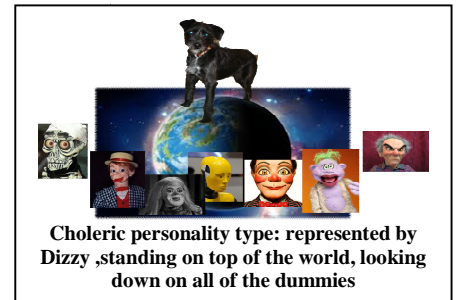 Choleric personality type: represented by
Dizzy ,standing on top of the world, looking
down on all of the dummies